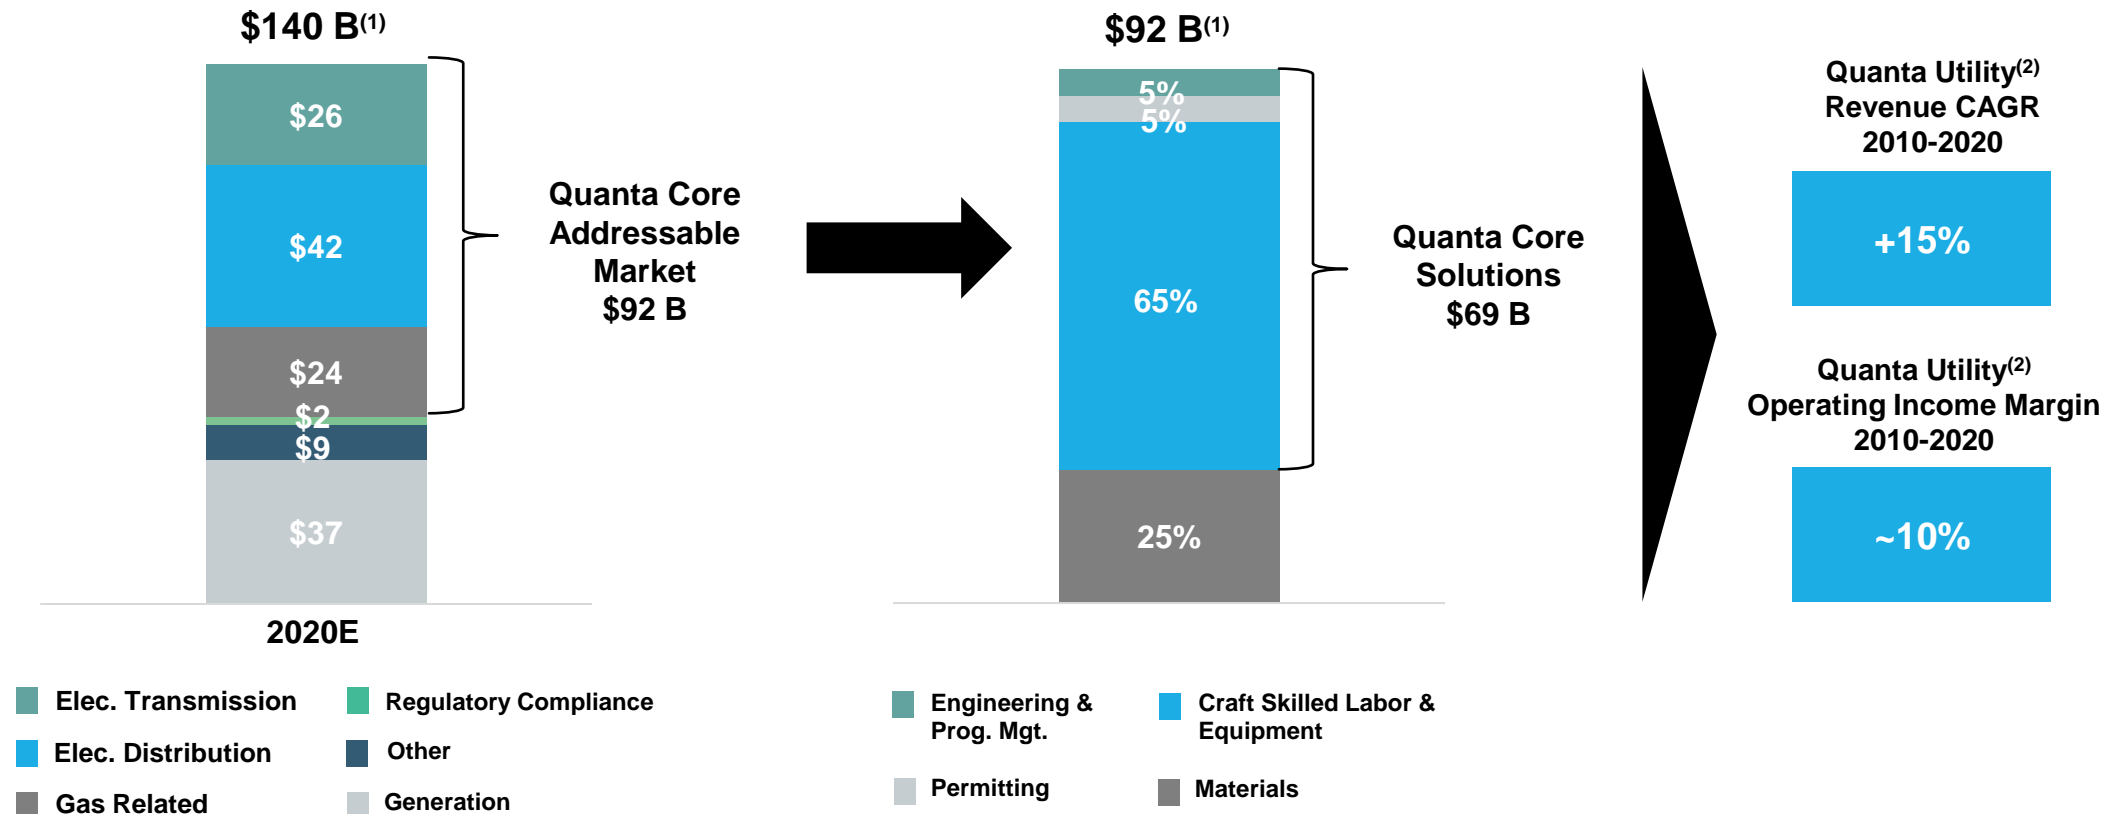 $140 B(1)
$26
$42
$24
$2
$9
$37
2020E
Quanta Core
Addressable
Market
$92 B
Elec. Transmission
Regulatory Compliance
Elec. Distribution
Other
Gas Related
Generation
$92 B(1)
5%
5%
65%
25%
Quanta Core
Solutions
$69 B
Engineering &
Prog. Mgt.
Craft Skilled Labor &
Equipment
Permitting
Materials
Quanta Utility(2)
Revenue CAGR
2010-2020
+15%
Quanta Utility(2)
Operating Income Margin
2010-2020
~10%